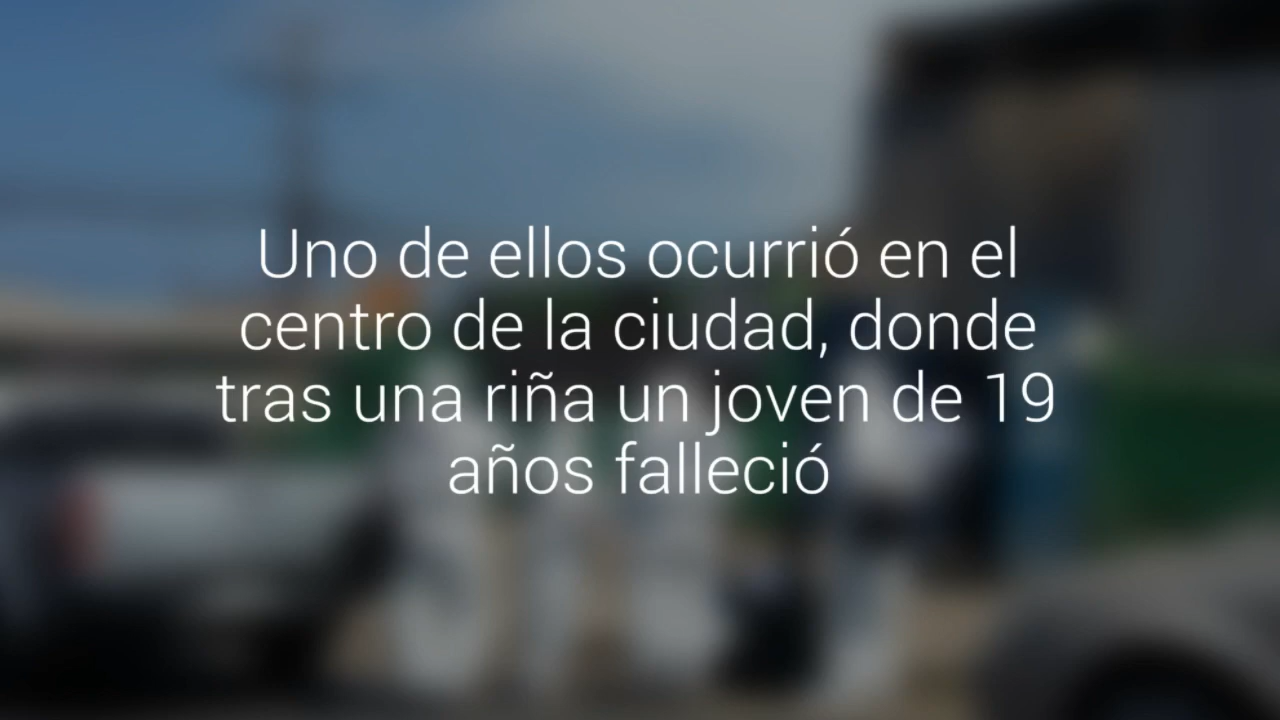 Uno de ellos ocurrió en el
centro de la ciudad, donde
tras una riña un joven de 19
años falleció